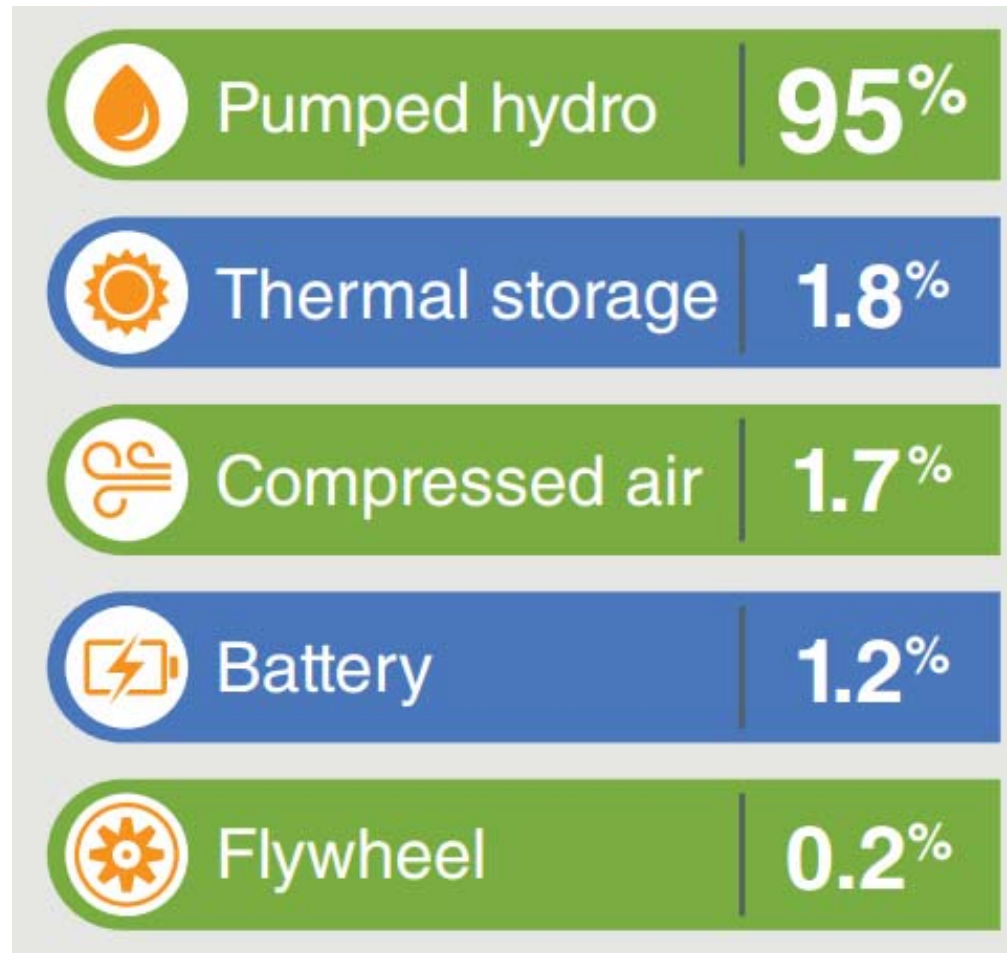 Pumped hydro 95%
Thermal storage 1.8%
Compressed air 1.7%
Battery 1.2%
Flywheel 0.2%